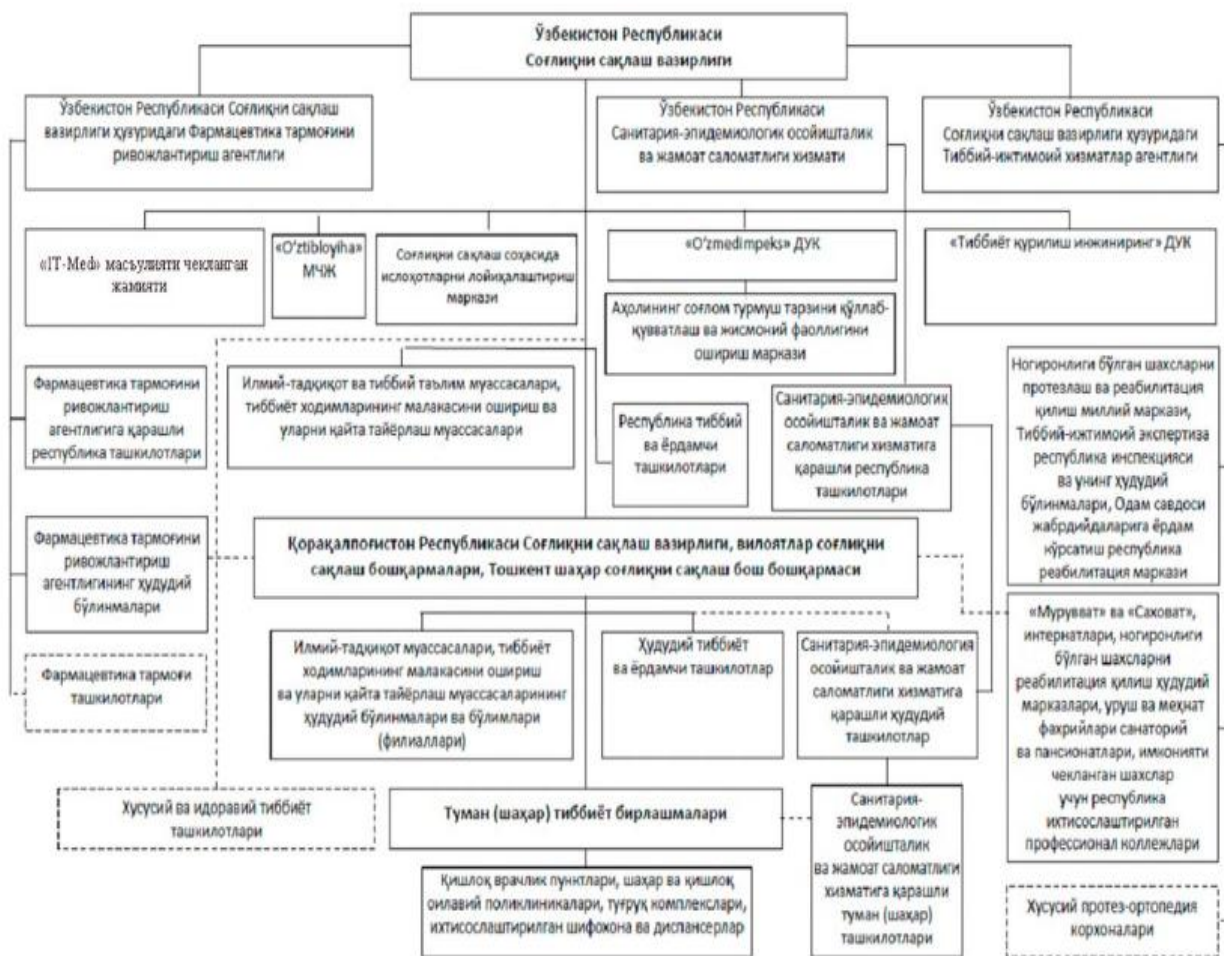 Ўзбекистон Республикаси
Соғлиқни сақлаш вазирлиги
Ўзбекистон Республикаси Соғлиқни сақлаш
вазирлиги ҳузуридаги Фармацевтика тармоғини
ривожлантириш агентлиги
Ўзбекистон Республикаси
Санитария-эпидемиологик осойишталик
ва жамоат саломатлиги хизмати
Ўзбекистон Республикаси
Соғлиқни сақлаш вазирлиги ҳузуридаги
Тиббий-ижтимоий хизматлар агентлиги
«IT-Med» масъулияти чекланган
жамияти
«O'ztibloyiha»
МЧЖ
Соғлиқни сақлаш соҳасида
ислоҳотларни лойиҳалаштириш
маркази
«O'zmedimpeks» ДУК
«Тиббиёт қурилиш инжиниринг» ДУК
Аҳолининг соғлом турмуш тарзини қўллаб-
қувватлаш ва жисмоний фаоллигини
ошириш маркази
Фармацевтика тармоғини
ривожлантириш
агентлигига қарашли
республика ташкилотлари
Илмий-тадқиқот ва тиббий таълим муассасалари,
тиббиёт ходимларининг малакасини ошириш ва
уларни қайта тайёрлаш муассасалари
Республика тиббий
ва ёрдамчи
ташкилотлари
Санитария-эпидемиологик
осойишталик ва жамоат
саломатлиги хизматига
қарашли республика
ташкилотлари
Ногиронлиги бўлган шахсларни
протезлаш ва реабилитация
қилиш миллий маркази,
Тиббий-ижтимоий экспертиза
республика инспекцияси
ва унинг ҳудудий
бўлинмалари, Одам савдоси
жабрдийдаларига ёрдам
кўрсатиш республика
реабилитация маркази
Фармацевтика тармоғини
ривожлантириш
агентлигининг ҳудудий
бўлинмалари
Қорақалпоғистон Республикаси Соғлиқни сақлаш вазирлиги, вилоятлар соғлиқни
сақлаш бошқармалари, Тошкент шаҳар соғлиқни сақлаш бош бошқармаси
Фармацевтика тармоғи
ташкилотлари
Илмий-тадқиқот муассасалари, тиббиёт
ходимларининг малакасини ошириш
ва уларни қайта тайёрлаш муассасаларининг
ҳудудий бўлинмалари ва бўлимлари
(филиаллари)
Ҳудудий тиббиёт
ва ёрдамчи ташкилотлар
Санитария-эпидемиология
осойишталик ва жамоат
саломатлиги хизматига
қарашли ҳудудий
ташкилотлар
«Мурувват» ва «Саховат»,
интернатлари, ногиронлиги
бўлган шахсларни
реабилитация қилиш ҳудудий
марказлари, уруш ва меҳнат
фахрийлари санаторий
ва пансионатлари, имконияти
чекланган шахслар
учун республика
ихтисослаштирилган
профессионал коллежлари
Хусусий ва идоравий тиббиёт
ташкилотлари
Туман (шаҳар) тиббиёт бирлашмалари
Санитария-
эпидемиологик
осойишталик
ва жамоат саломатлиги
хизматига қарашли
туман (шаҳар)
ташкилотлари
Қишлоқ врачлик пунктлари, шаҳар ва қишлоқ
оилавий поликлиникалари, туғруқ комплекслари,
ихтисослаштирилган шифохона ва диспансерлар
Хусусий протез-ортопедия
корхоналари